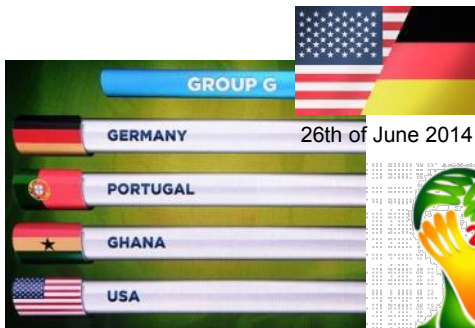 GROUP G
GERMANY
26th of June 2014
PORTUGAL
GHANA
USA